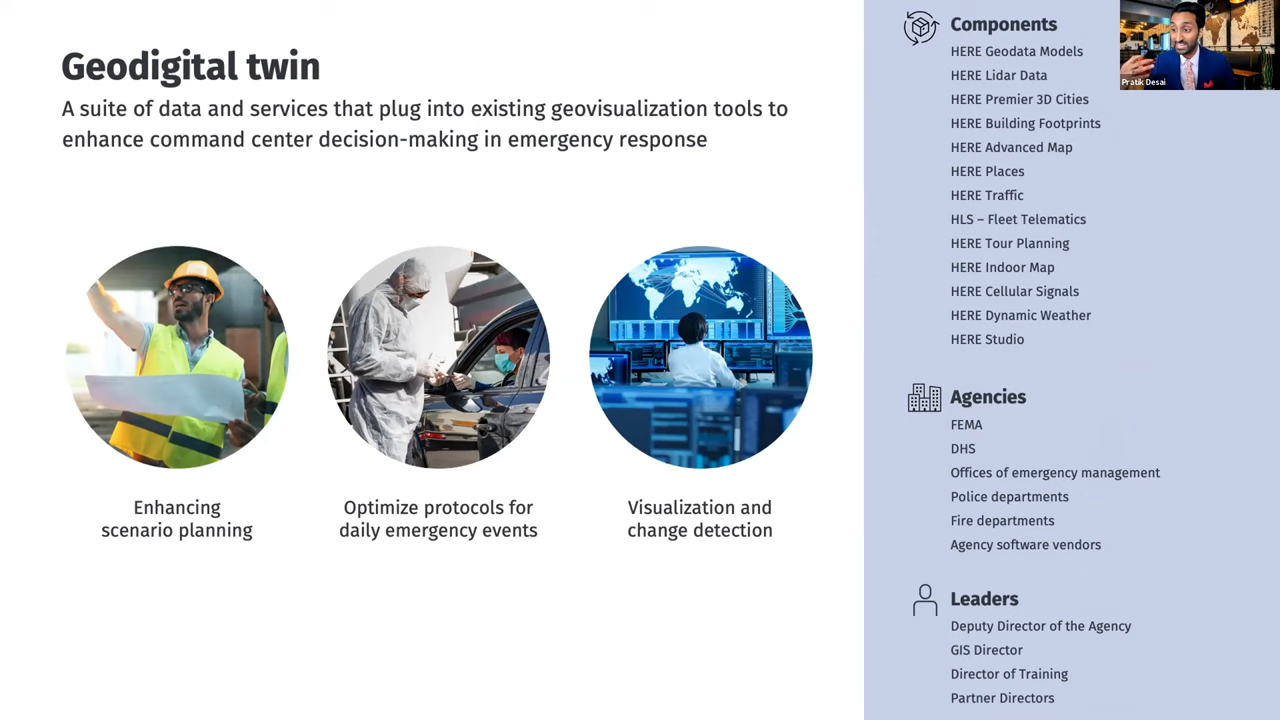 Geodigital twin
A suite of data and services that plug into existing geovisualization tools to
enhance command center decision-making in emergency response
Enhancing
scenario planning
Optimize protocols for
daily emergency events
Visualization and
change detection
Components
HERE Geodata Models
HERE Lidar Data
HERE Premier 3D Cities
HERE Building Footprints
HERE Advanced Map
HERE Places
HERE Traffic
HLS – Fleet Telematics
HERE Tour Planning
HERE Indoor Map
HERE Cellular Signals
HERE Dynamic Weather
HERE Studio
Agencies
FEMA
DHS
Offices of emergency management
Police departments
Fire departments
Agency software vendors
Leaders
Deputy Director of the Agency
GIS Director
Director of Training
Partner Directors
Pratik Desai